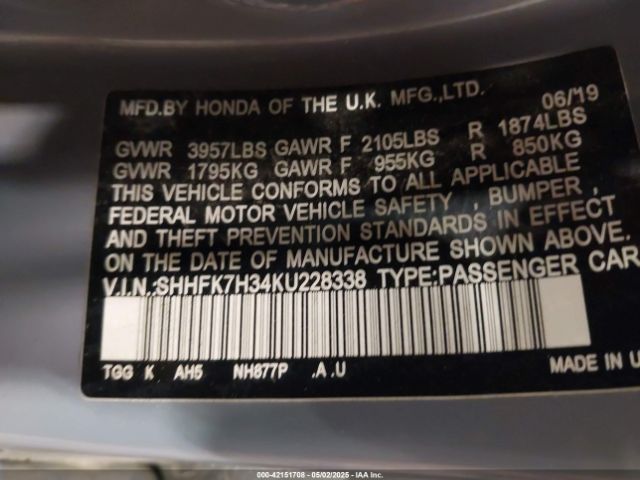 MFD.BY HONDA OF THE U.K. MFG.,LTD. 06/19
GVWR 3957LBS GAWR F 2105LBS R 1874LBS
GVWR 1795KG GAWR F 955KG R 850KG
THIS VEHICLE CONFORMS TO ALL APPLICABLE
FEDERAL MOTOR VEHICLE SAFETY , BUMPER ,
AND THEFT PREVENTION STANDARDS IN EFFECT
ON THE DATE OF MANUFACTURE SHOWN ABOVE.
V.I.N.:SHHFK7H34KU228338 TYPE:PASSENGER CAR
TGG K AH5 NH877P .A .U MADE IN U
000-42151708 - 05/02/2025 - IAA Inc.